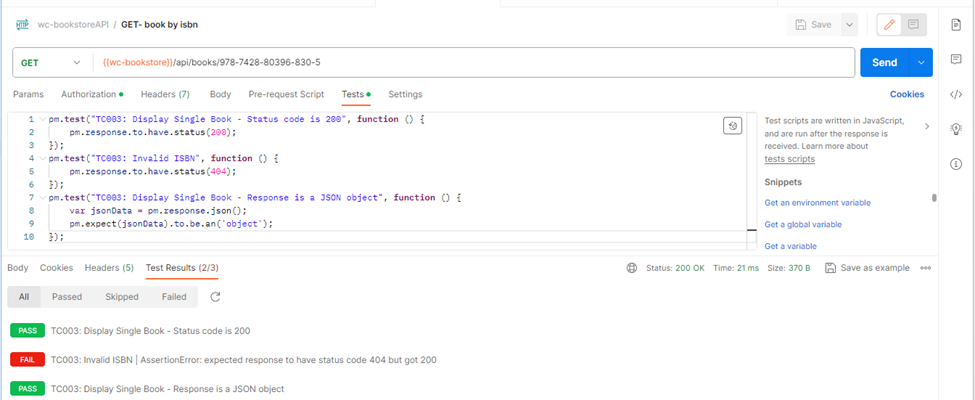 wc-bookstoreAPI / GET- book by isbn
Save
GET
{{wc-bookstore}}/api/books/978-7428-80396-830-5
Send
Params Authorization Headers (7) Body Pre-request Script Tests Settings
Cookies
1 pm.test("TC003: Display Single Book - Status code is 200", function () {
2 pm.response.to.have.status(200);
3 });
4 pm.test("TC003: Invalid ISBN", function () {
5 pm.response.to.have.status(404);
6 });
7 pm.test("TC003: Display Single Book - Response is a JSON object", function () {
8 var jsonData = pm.response.json();
9 pm.expect(jsonData).to.be.an('object');
10 });
Test scripts are written in JavaScript,
and are run after the response is
received. Learn more about
tests scripts
Snippets
Get an environment variable
Get a global variable
Get a variable
Body Cookies Headers (5) Test Results (2/3)
Status: 200 OK Time: 21 ms Size: 370 B Save as example
All Passed Skipped Failed
PASS TC003: Display Single Book - Status code is 200
FAIL TC003: Invalid ISBN | AssertionError: expected response to have status code 404 but got 200
PASS TC003: Display Single Book - Response is a JSON object